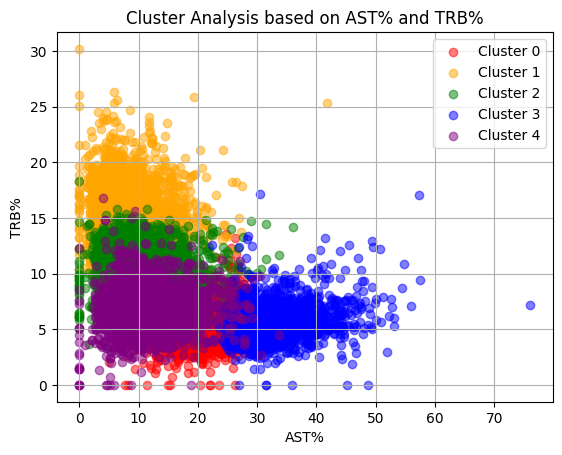 Cluster Analysis based on AST% and TRB%
Cluster 0
Cluster 1
Cluster 2
Cluster 3
Cluster 4
TRB%
30
25
20
15
10
5
0
0 10 20 30 40 50 60 70
AST%